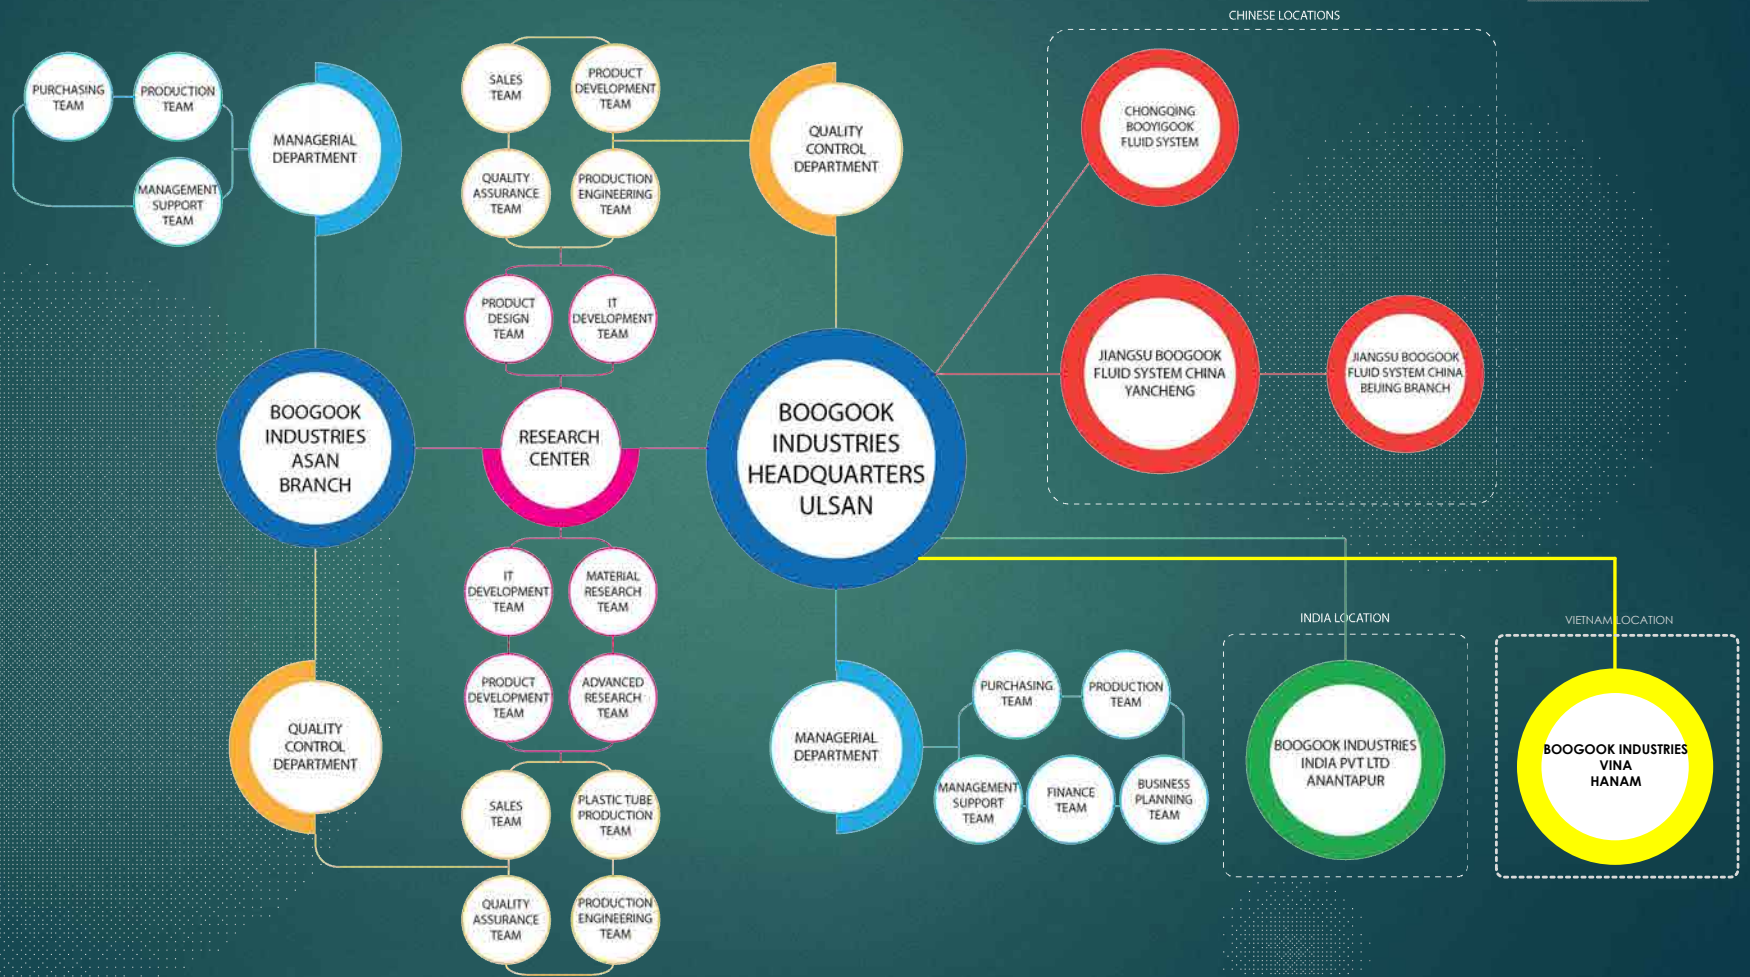 CHINESE LOCATIONS
PURCHASING
TEAM
PRODUCTION
TEAM
MANAGEMENT
SUPPORT
TEAM
MANAGERIAL
DEPARTMENT
SALES
TEAM
PRODUCT
DEVELOPMENT
TEAM
QUALITY
ASSURANCE
TEAM
PRODUCTION
ENGINEERING
TEAM
QUALITY
CONTROL
DEPARTMENT
CHONGQING
BOOYIGOOK
FLUID SYSTEM
PRODUCT
DESIGN
TEAM
IT
DEVELOPMENT
TEAM
JIANGSU BOOGOOK
FLUID SYSTEM CHINA
YANCHENG
JIANGSU BOOGOOK
FLUID SYSTEM CHINA
BEIJING BRANCH
BOOGOOK
INDUSTRIES
ASAN
BRANCH
RESEARCH
CENTER
BOOGOOK
INDUSTRIES
HEADQUARTERS
ULSAN
IT
DEVELOPMENT
TEAM
MATERIAL
RESEARCH
TEAM
PRODUCT
DEVELOPMENT
TEAM
ADVANCED
RESEARCH
TEAM
QUALITY
CONTROL
DEPARTMENT
SALES
TEAM
PLASTIC TUBE
PRODUCTION
TEAM
QUALITY
ASSURANCE
TEAM
PRODUCTION
ENGINEERING
TEAM
MANAGERIAL
DEPARTMENT
PURCHASING
TEAM
PRODUCTION
TEAM
MANAGEMENT
SUPPORT
TEAM
FINANCE
TEAM
BUSINESS
PLANNING
TEAM
INDIA LOCATION
BOOGOOK INDUSTRIES
INDIA PVT LTD
ANANTAPUR
VIETNAM LOCATION
BOOGOOK INDUSTRIES
VINA
HANAM